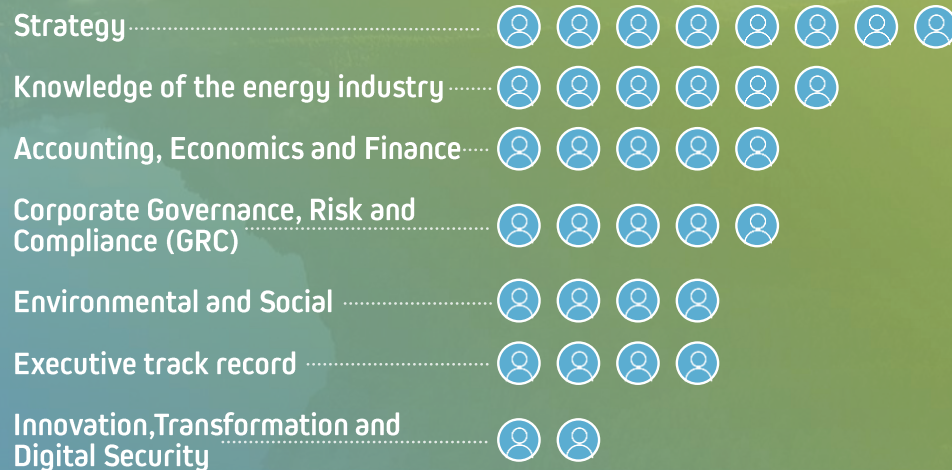 Strategy
Knowledge of the energy industry
Accounting, Economics and Finance
Corporate Governance, Risk and
Compliance (GRC)
Environmental and Social
Executive track record
Innovation,Transformation and
Digital Security